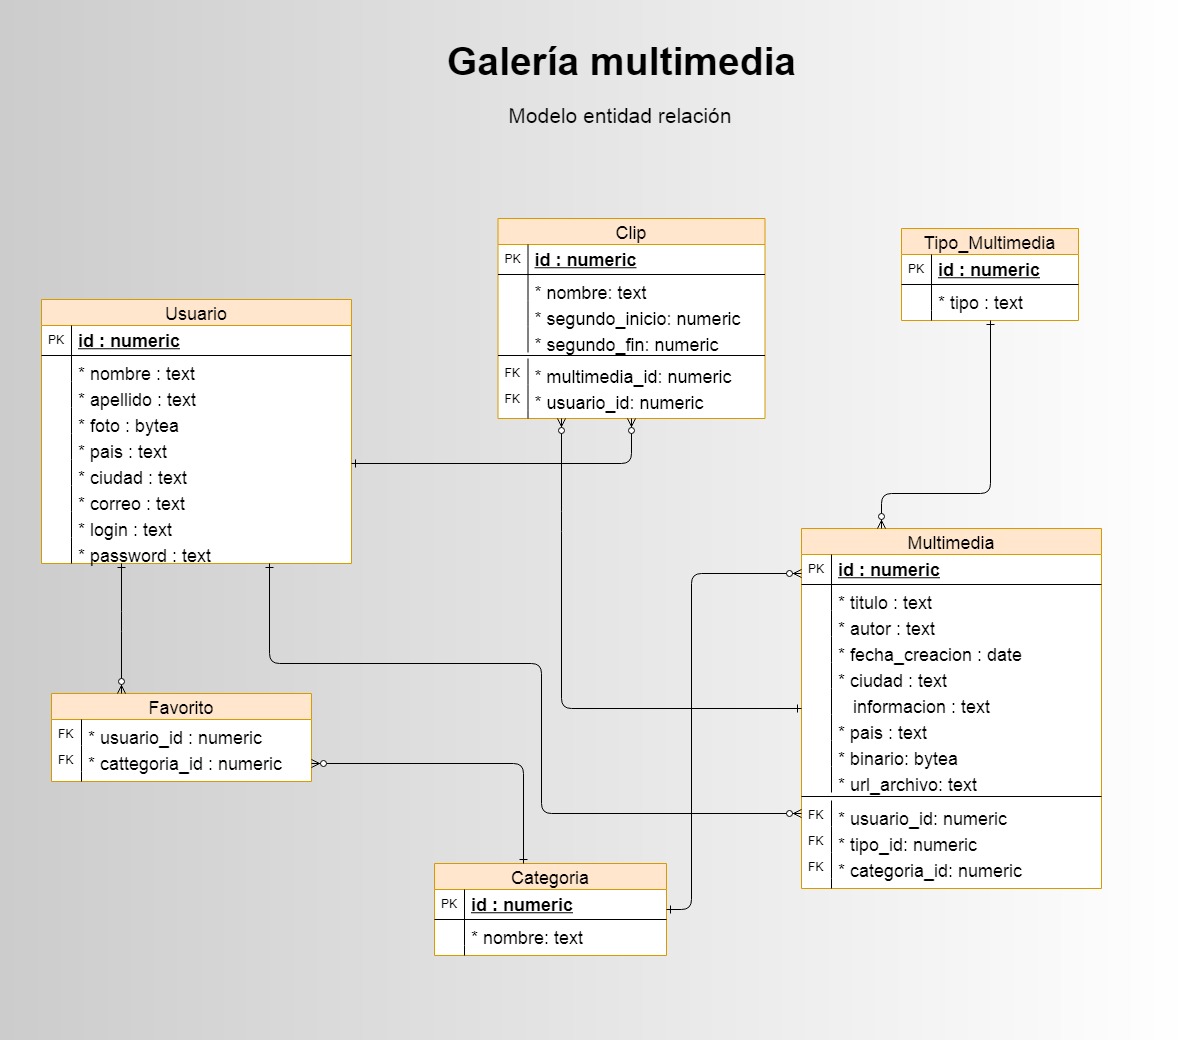 Galería multimedia
Modelo entidad relación
Clip
PK id : numeric
* nombre: text
* segundo_inicio: numeric
* segundo_fin: numeric
FK * multimedia_id: numeric
FK * usuario_id: numeric
Tipo_Multimedia
PK id : numeric
* tipo : text
Usuario
PK id : numeric
* nombre : text
* apellido : text
* foto : bytea
* pais : text
* ciudad : text
* correo : text
* login : text
* password : text
Multimedia
PK id : numeric
* titulo : text
* autor : text
* fecha_creacion : date
* ciudad : text
informacion : text
* pais : text
* binario: bytea
* url_archivo: text
FK * usuario_id: numeric
FK * tipo_id: numeric
FK * categoria_id: numeric
Favorito
FK * usuario_id : numeric
FK * cattegoria_id : numeric
Categoria
PK id : numeric
* nombre: text